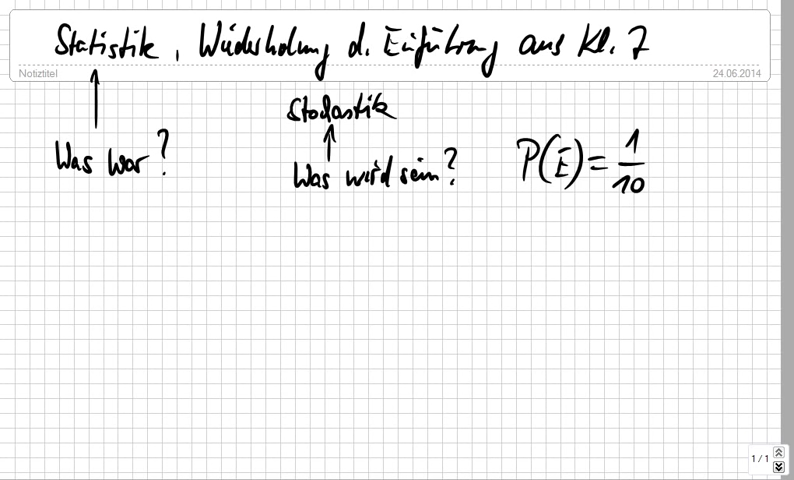 Statistik, Wiederholung d. Einführung aus Kl. 7
Notiztitel
24.06.2014
Stochastik
Was war?
Was wird sein?
P(E) = 1/10
1 / 1